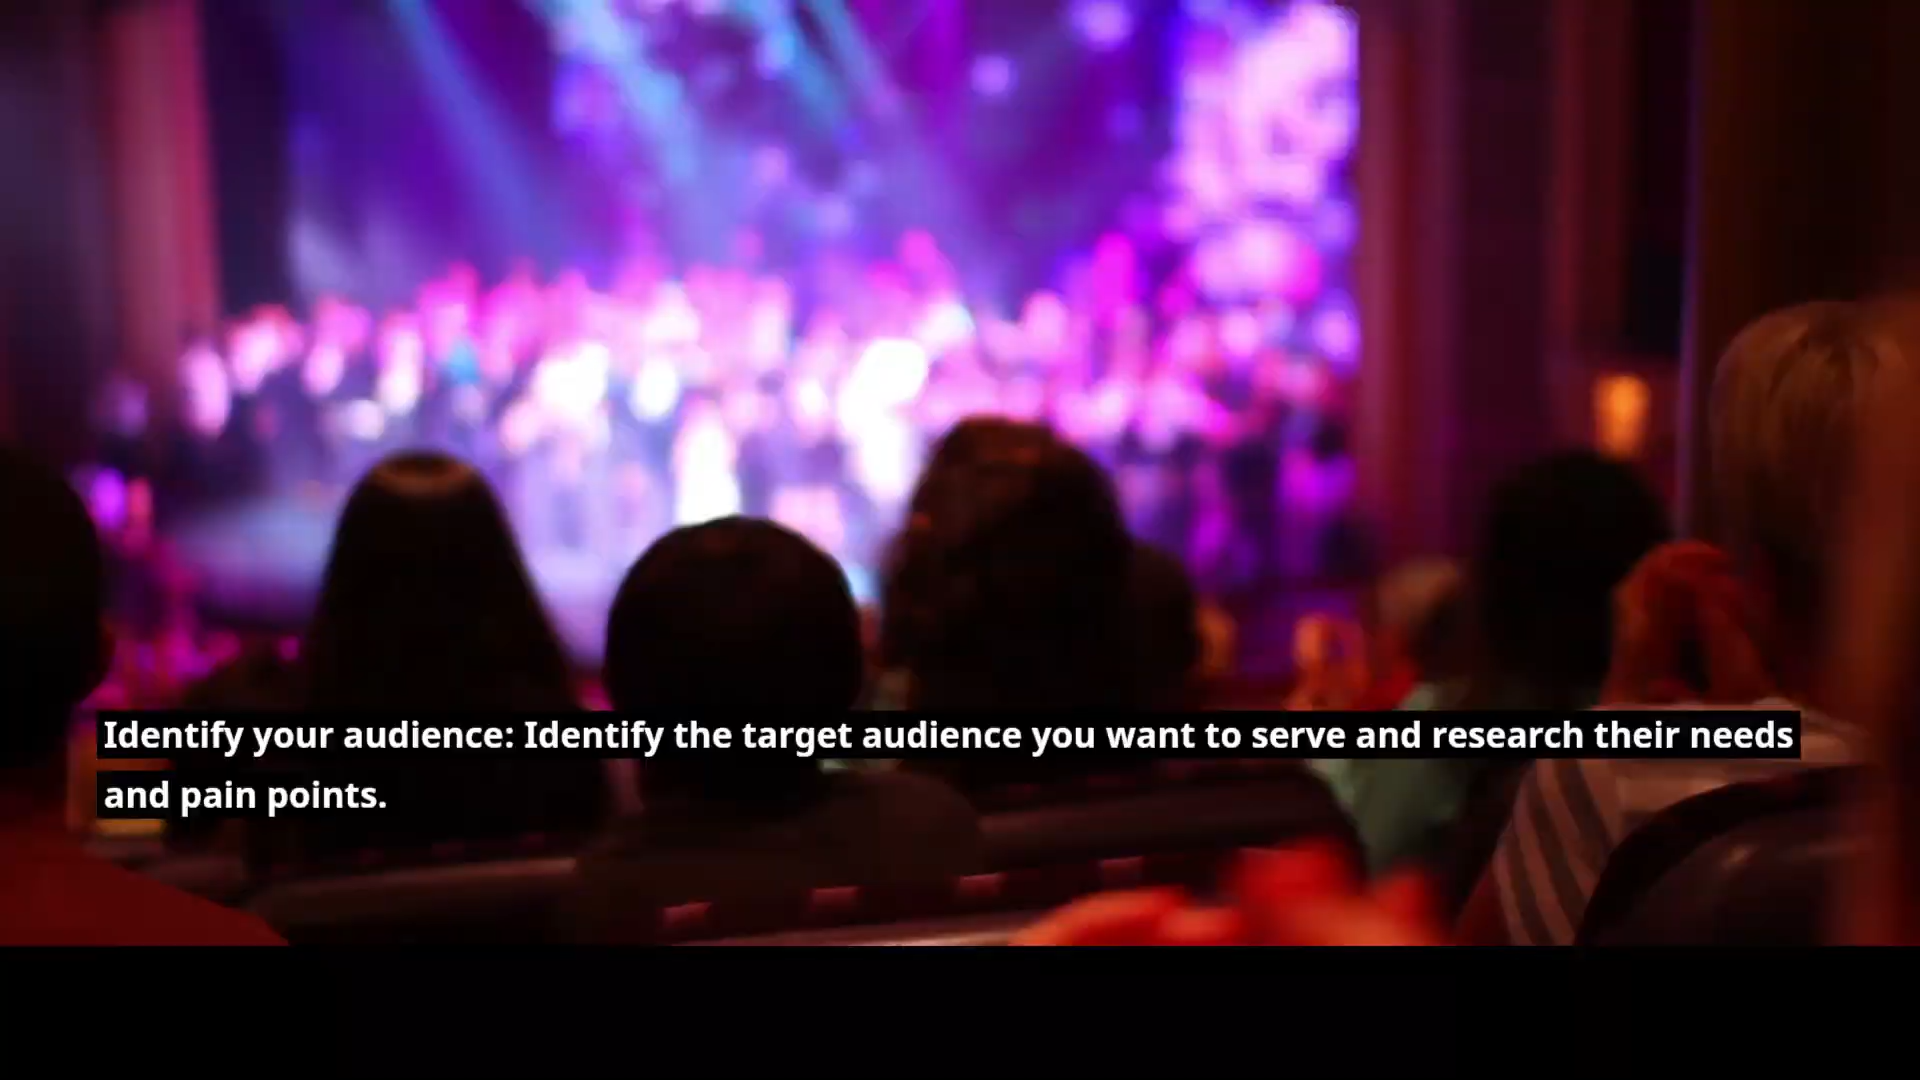 Identify your audience: Identify the target audience you want to serve and research their needs
and pain points.